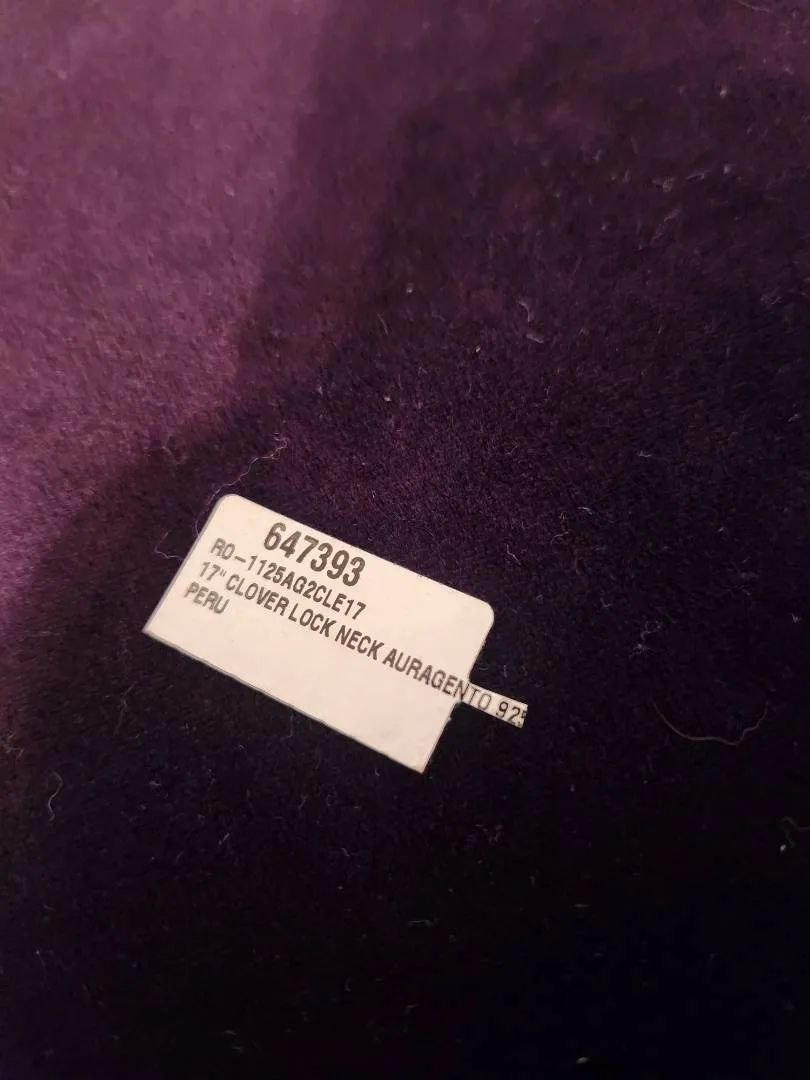 647393
RO-1125AG2CLE17
17" CLOVER LOCK NECK AURAGENTO 925
PERU